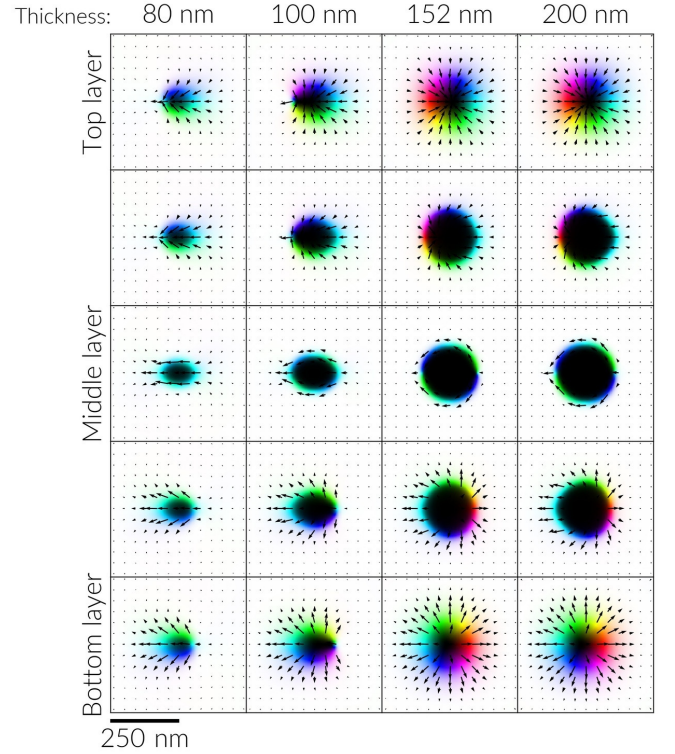 Thickness: 80 nm 100 nm 152 nm 200 nm
Top layer
Middle layer
Bottom layer
250 nm